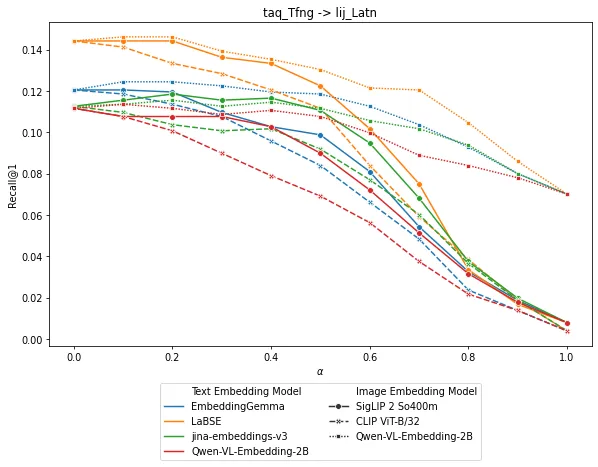 taq_Tfng -> lij_Latn
0.14
0.12
0.10
0.08
0.06
0.04
0.02
0.00
Recall@1
0.0 0.2 0.4 0.6 0.8 1.0
α
Text Embedding Model
EmbeddingGemma
LaBSE
jina-embeddings-v3
Qwen-VL-Embedding-2B
Image Embedding Model
SigLIP 2 So400m
CLIP ViT-B/32
Qwen-VL-Embedding-2B